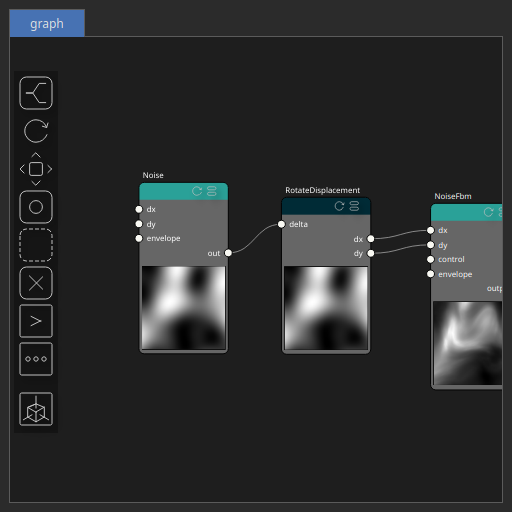 graph
Noise
dx
dy
envelope
out
RotateDisplacement
delta
dx
dy
NoiseFbm
dx
dy
control
envelope
outp